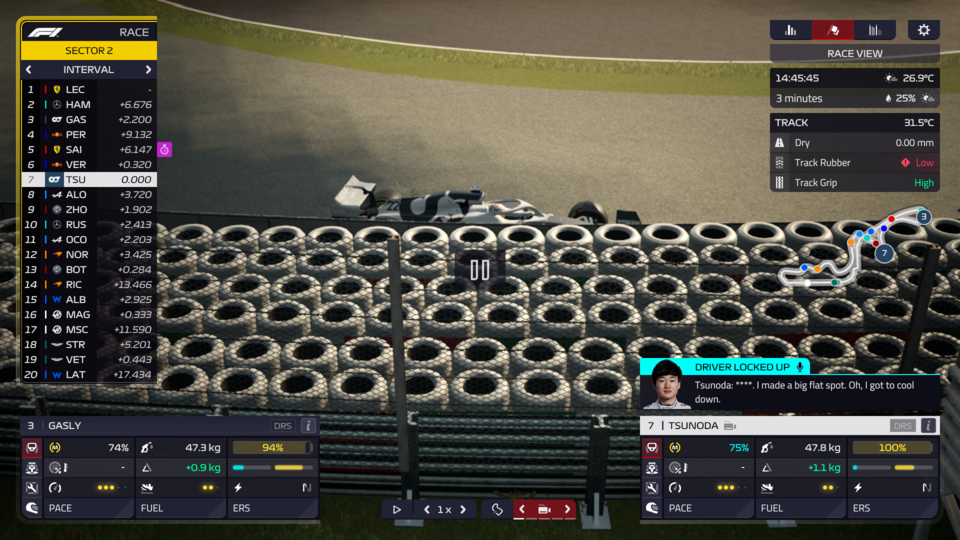 F1 RACE
SECTOR 2
INTERVAL
1 LEC -
2 HAM +6.676
3 GAS +2.200
4 PER +9.132
5 SAI +6.147
6 VER +0.320
7 TSU 0.000
8 ALO +3.720
9 2HO +1.902
10 RUS +2.413
11 OCO +2.203
12 NOR +3.425
13 BOT +0.284
14 RIC +13.466
15 ALB +2.925
16 MAG +0.333
17 MSC +11.590
18 STR +5.201
19 VET +0.443
20 LAT +17.434
RACE VIEW
14:45:45 26.9°C
3 minutes 25%
TRACK 31.5°C
Dry 0.00 mm
Track Rubber Low
Track Grip High
3
7
22
DRIVER LOCKED UP
Tsunoda: ****. I made a big flat spot. Oh, I got to cool
down.
3 GASLY DRS i
M 74% 47.3 kg 94%
- +0.9 kg
N
PACE FUEL ERS
1x
7 TSUNODA DRS i
M 75% 47.8 kg 100%
- +1.1 kg
N
PACE FUEL ERS